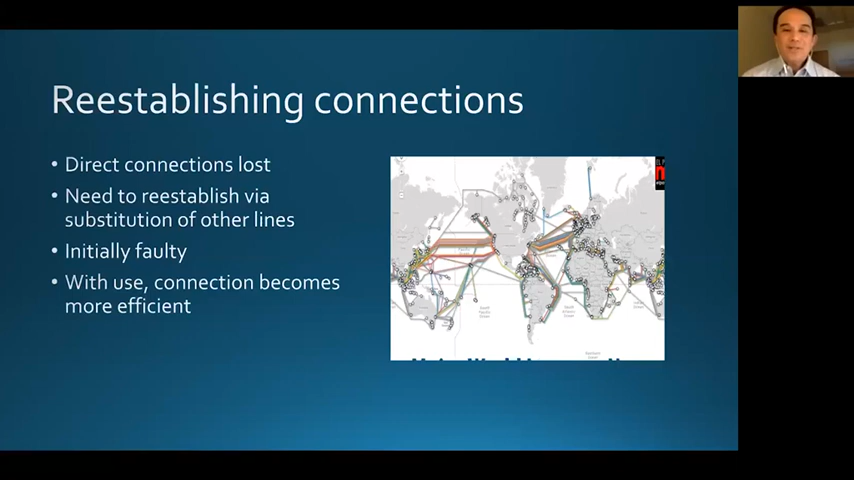 Reestablishing connections
• Direct connections lost
• Need to reestablish via
substitution of other lines
• Initially faulty
• With use, connection becomes
more efficient